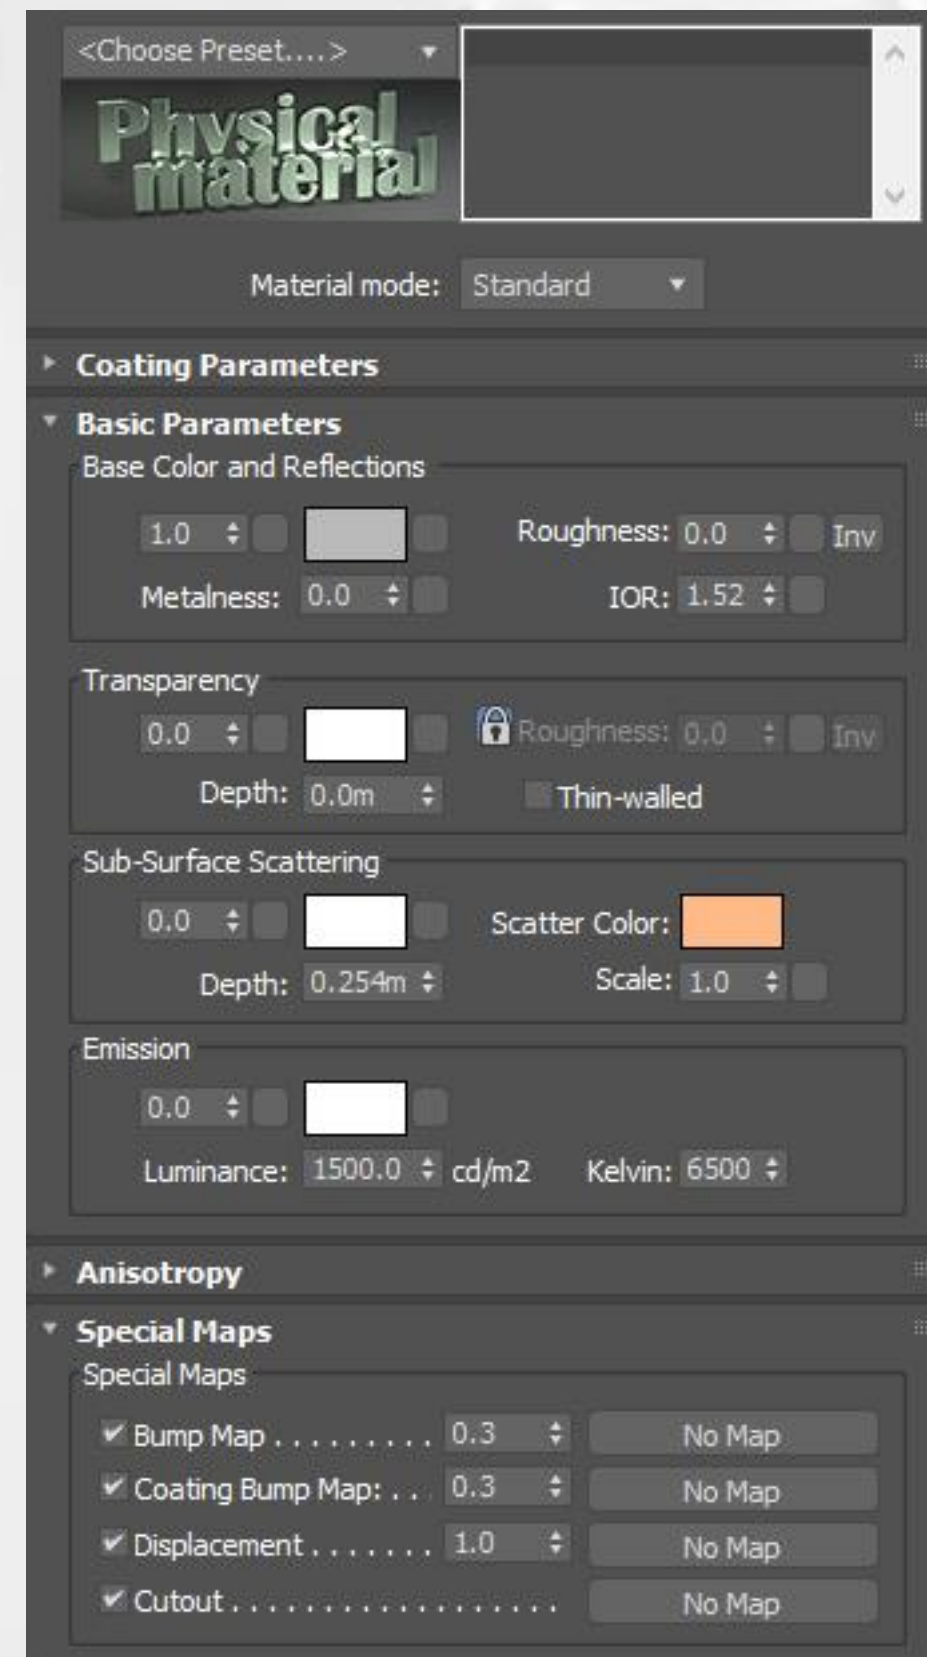 <Choose Preset....>
Physical
material
Material mode: Standard
Coating Parameters
Basic Parameters
Base Color and Reflections
1.0 Roughness: 0.0 Inv
Metalness: 0.0 IOR: 1.52
Transparency
0.0 Roughness: 0.0 Inv
Depth: 0.0m Thin-walled
Sub-Surface Scattering
0.0 Scatter Color:
Depth: 0.254m Scale: 1.0
Emission
0.0
Luminance: 1500.0 cd/m2 Kelvin: 6500
Anisotropy
Special Maps
Special Maps
Bump Map . . . . . . . . . 0.3 No Map
Coating Bump Map: . . . 0.3 No Map
Displacement . . . . . . . 1.0 No Map
Cutout . . . . . . . . . . . . . . . . . . No Map